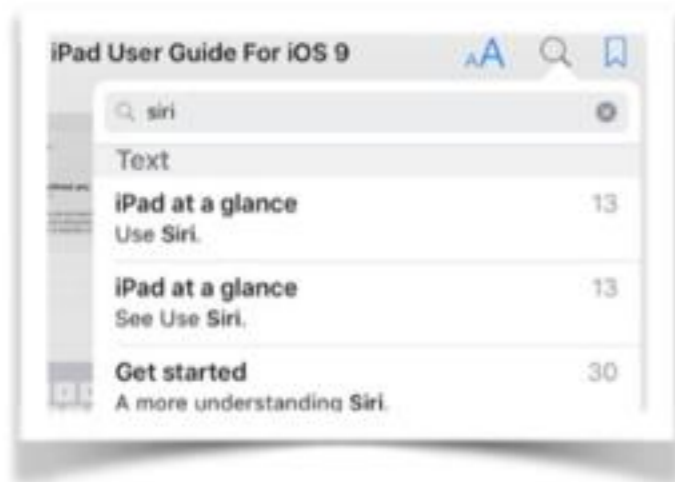 iPad User Guide For iOS 9
AA
siri
Text
iPad at a glance 13
Use Siri.
iPad at a glance 13
See Use Siri.
Get started 30
A more understanding Siri.